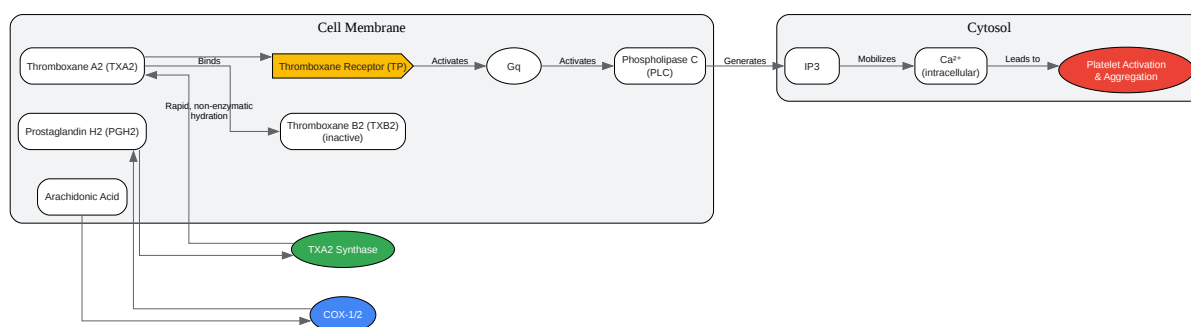 Cell Membrane
Cytosol
Thromboxane A2 (TXA2)
Binds
Thromboxane Receptor (TP)
Activates
Gq
Activates
Phospholipase C
(PLC)
Generates
IP3
Mobilizes
Ca²⁺
(intracellular)
Leads to
Platelet Activation
& Aggregation
Rapid, non-enzymatic
hydration
Prostaglandin H2 (PGH2)
Thromboxane B2 (TXB2)
(inactive)
Arachidonic Acid
TXA2 Synthase
COX-1/2